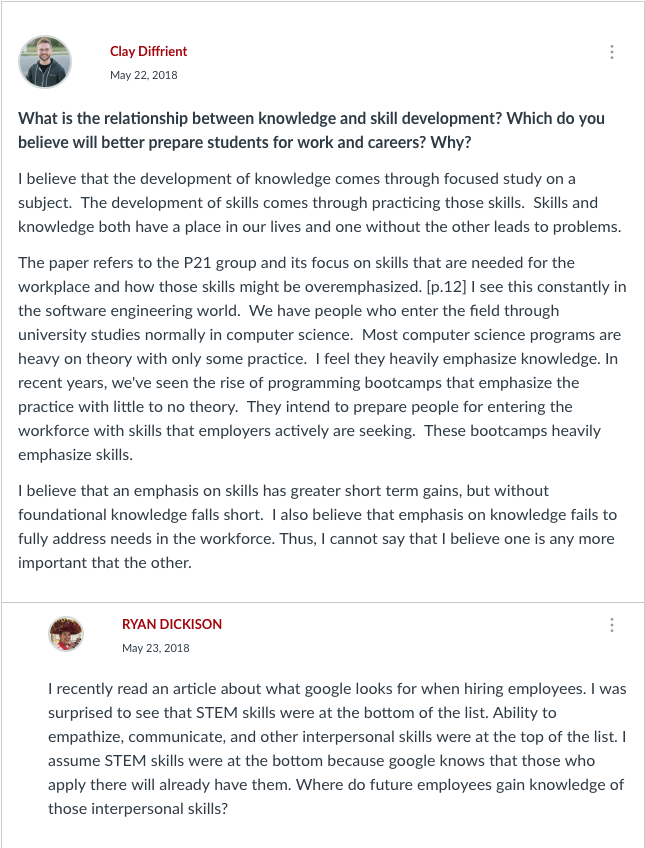 Clay Diffrient
May 22, 2018
What is the relationship between knowledge and skill development? Which do you
believe will better prepare students for work and careers? Why?
I believe that the development of knowledge comes through focused study on a
subject.  The development of skills comes through practicing those skills.  Skills and
knowledge both have a place in our lives and one without the other leads to problems.
The paper refers to the P21 group and its focus on skills that are needed for the
workplace and how those skills might be overemphasized. [p.12] I see this constantly in
the software engineering world.  We have people who enter the field through
university studies normally in computer science.  Most computer science programs are
heavy on theory with only some practice.  I feel they heavily emphasize knowledge. In
recent years, we've seen the rise of programming bootcamps that emphasize the
practice with little to no theory.  They intend to prepare people for entering the
workforce with skills that employers actively are seeking.  These bootcamps heavily
emphasize skills.
I believe that an emphasis on skills has greater short term gains, but without
foundational knowledge falls short.  I also believe that emphasis on knowledge fails to
fully address needs in the workforce. Thus, I cannot say that I believe one is any more
important that the other.
RYAN DICKISON
May 23, 2018
I recently read an article about what google looks for when hiring employees. I was
surprised to see that STEM skills were at the bottom of the list. Ability to
empathize, communicate, and other interpersonal skills were at the top of the list. I
assume STEM skills were at the bottom because google knows that those who
apply there will already have them. Where do future employees gain knowledge of
those interpersonal skills?